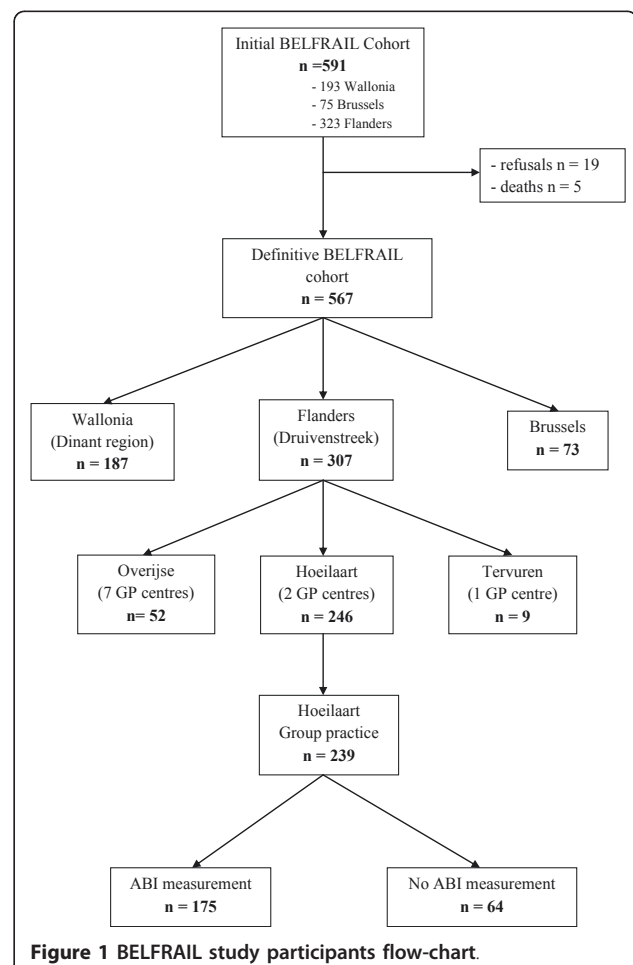 Initial BELFRAIL Cohort
n =591
- 193 Wallonia
- 75 Brussels
- 323 Flanders
- refusals n = 19
- deaths n = 5
Definitive BELFRAIL
cohort
n = 567
Wallonia
(Dinant region)
n = 187
Flanders
(Druivenstreek)
n = 307
Brussels
n = 73
Overijse
(7 GP centres)
n= 52
Hoeilaart
(2 GP centres)
n = 246
Tervuren
(1 GP centre)
n = 9
Hoeilaart
Group practice
n = 239
ABI measurement
n = 175
No ABI measurement
n = 64
Figure 1 BELFRAIL study participants flow-chart.